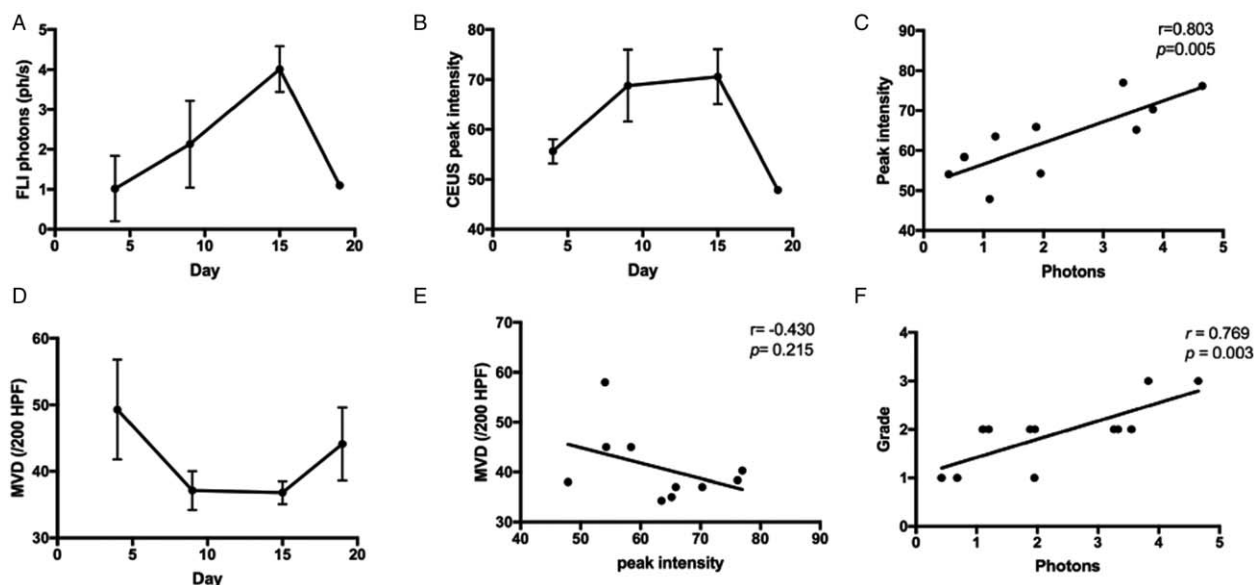 A
FLI photons (ph/s)
5
4
3
2
1
0
0 5 10 15 20
Day
B
CEUS peak intensity
80
70
60
50
40
0 5 10 15 20
Day
C
r=0.803
p=0.005
Peak intensity
90
80
70
60
50
40
0 1 2 3 4 5
Photons
D
MVD (/200 HPF)
60
50
40
30
0 5 10 15 20
Day
E
r= -0.430
p= 0.215
MVD (/200 HPF)
70
60
50
40
30
40 50 60 70 80 90
peak intensity
F
r = 0.769
p = 0.003
Grade
4
3
2
1
0
0 1 2 3 4 5
Photons